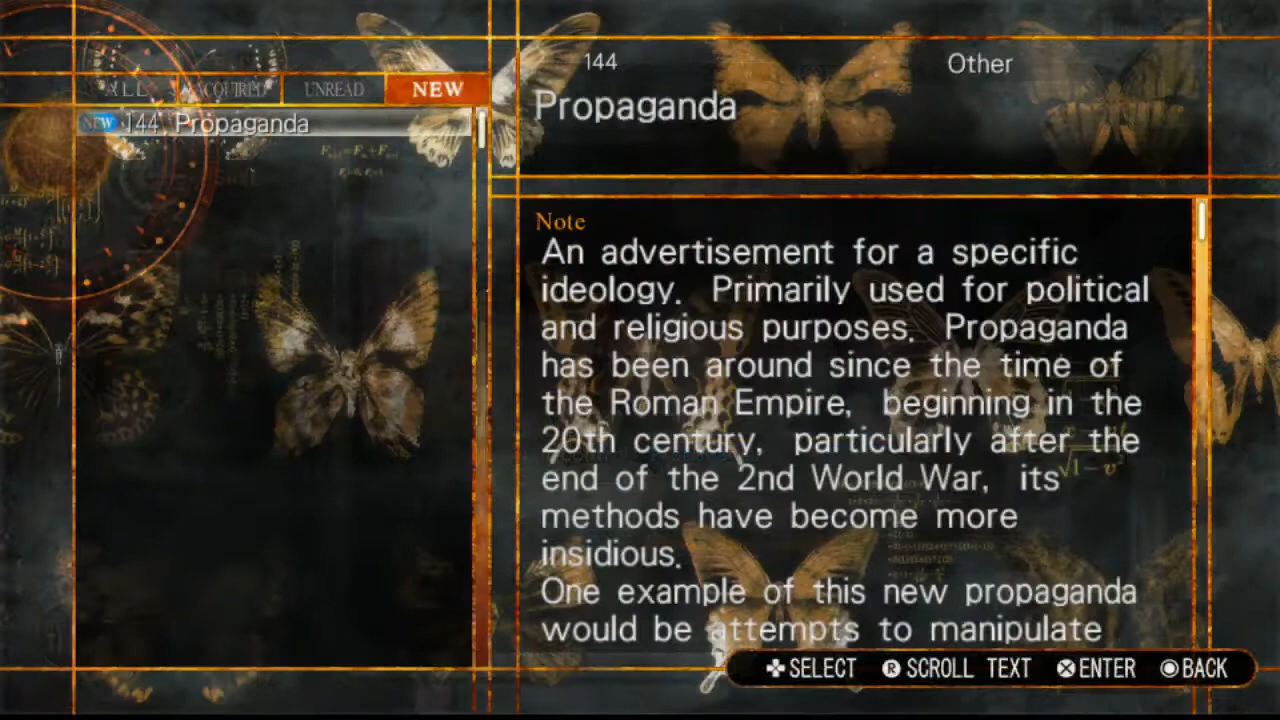 ALL
ACQUIRED
UNREAD
NEW
NEW 144 Propaganda
144
Other
Propaganda
Note
An advertisement for a specific
ideology. Primarily used for political
and religious purposes. Propaganda
has been around since the time of
the Roman Empire, beginning in the
20th century, particularly after the
end of the 2nd World War, its
methods have become more
insidious.
One example of this new propaganda
would be attempts to manipulate
SELECT
R SCROLL TEXT
ENTER
BACK